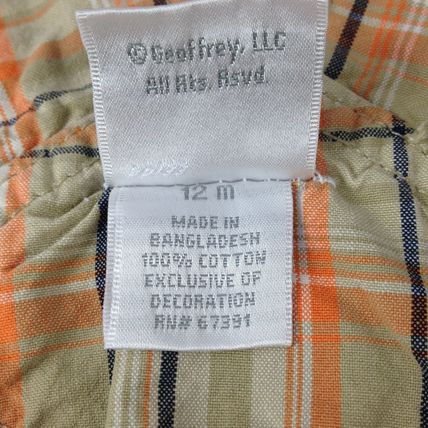 © Geoffrey, LLC
All Rts. Rsvd.
12 m
MADE IN
BANGLADESH
100% COTTON
EXCLUSIVE OF
DECORATION
RN# 67391